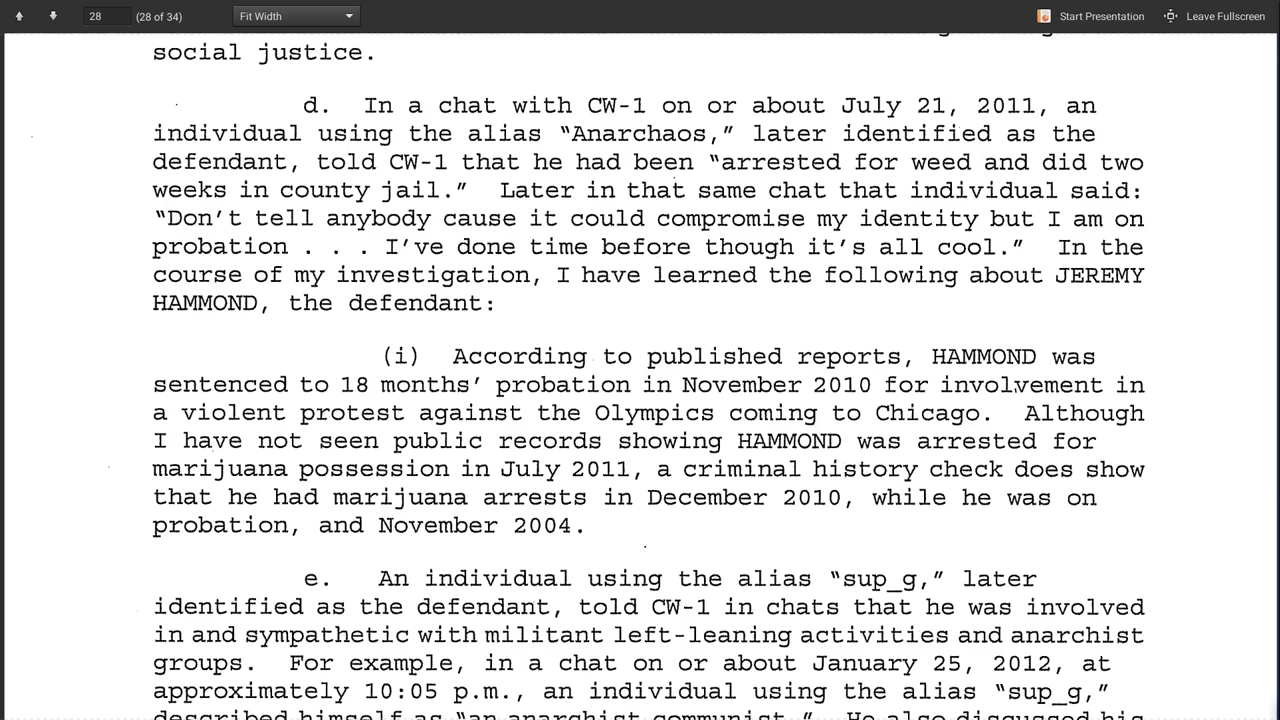 28 (28 of 34) Fit Width Start Presentation Leave Fullscreen
social justice.
d. In a chat with CW-1 on or about July 21, 2011, an
individual using the alias “Anarchaos,” later identified as the
defendant, told CW-1 that he had been “arrested for weed and did two
weeks in county jail.” Later in that same chat that individual said:
“Don’t tell anybody cause it could compromise my identity but I am on
probation . . . I’ve done time before though it’s all cool.” In the
course of my investigation, I have learned the following about JEREMY
HAMMOND, the defendant:
(i) According to published reports, HAMMOND was
sentenced to 18 months’ probation in November 2010 for involvement in
a violent protest against the Olympics coming to Chicago. Although
I have not seen public records showing HAMMOND was arrested for
marijuana possession in July 2011, a criminal history check does show
that he had marijuana arrests in December 2010, while he was on
probation, and November 2004.
e. An individual using the alias “sup_g,” later
identified as the defendant, told CW-1 in chats that he was involved
in and sympathetic with militant left-leaning activities and anarchist
groups. For example, in a chat on or about January 25, 2012, at
approximately 10:05 p.m., an individual using the alias “sup_g,”
described himself as “an anarchist communist.” He also discussed his